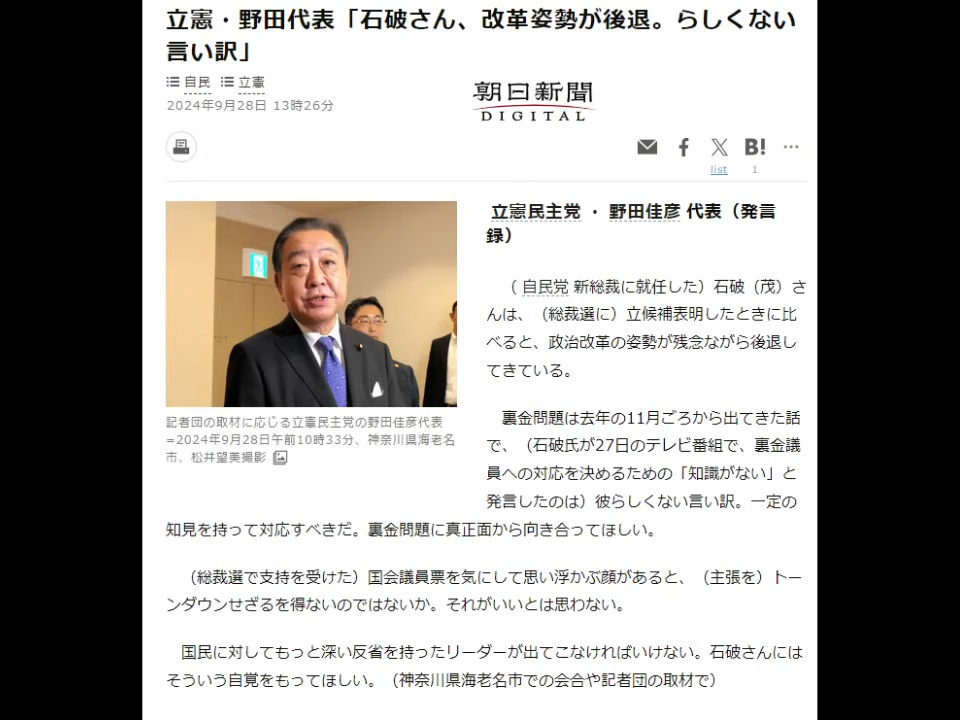 立憲・野田代表「石破さん、改革姿勢が後退。らしくない
言い訳」
自民 立憲
2024年9月28日 13時26分
朝日新聞
DIGITAL
B!
list 1
立憲民主党 ・ 野田佳彦 代表（発言
録）
（ 自民党 新総裁に就任した）石破（茂）さ
んは、（総裁選に）立候補表明したときに比
べると、政治改革の姿勢が残念ながら後退し
てきている。
記者団の取材に応じる立憲民主党の野田佳彦代表
=2024年9月28日午前10時33分、神奈川県海老名
市、松井望美撮影
裏金問題は去年の11月ごろから出てきた話
で、（石破氏が27日のテレビ番組で、裏金議
員への対応を決めるための「知識がない」と
発言したのは）彼らしくない言い訳。一定の
知見を持って対応すべきだ。裏金問題に真正面から向き合ってほしい。
（総裁選で支持を受けた）国会議員票を気にして思い浮かぶ顔があると、（主張を）トー
ンダウンせざるを得ないのではないか。それがいいとは思わない。
国民に対してもっと深い反省を持ったリーダーが出てこなければいけない。石破さんには
そういう自覚をもってほしい。（神奈川県海老名市での会合や記者団の取材で）